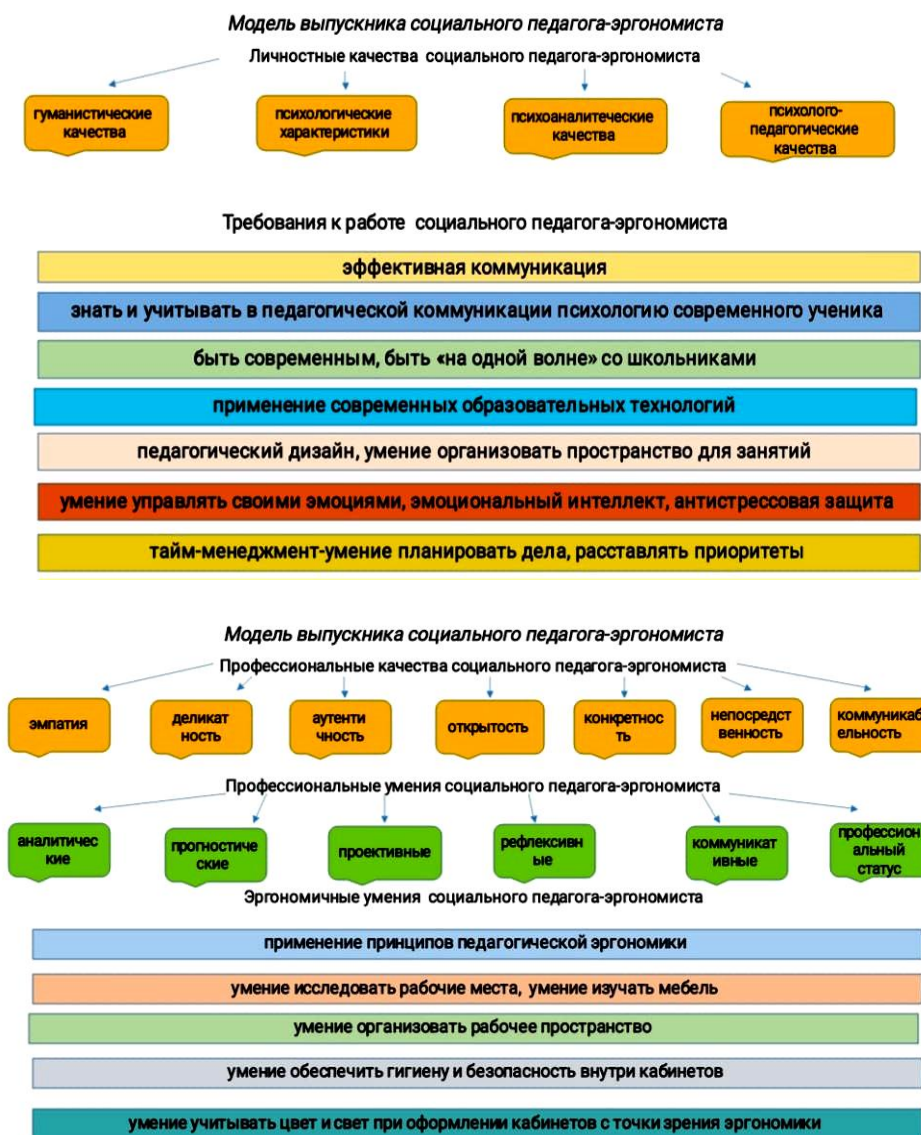 Модель выпускника социального педагога-эргономиста
Личностные качества социального педагога-эргономиста
гуманистические
качества
психологические
характеристики
психоаналитеческие
качества
психолого-
педагогические
качества
Требования к работе социального педагога-эргономиста
эффективная коммуникация
знать и учитывать в педагогической коммуникации психологию современного ученика
быть современным, быть «на одной волне» со школьниками
применение современных образовательных технологий
педагогический дизайн, умение организовать пространство для занятий
умение управлять своими эмоциями, эмоциональный интеллект, антистрессовая защита
тайм-менеджмент-умение планировать дела, расставлять приоритеты
Модель выпускника социального педагога-эргономиста
Профессиональные качества социального педагога-эргономиста
эмпатия
деликат
ность
аутенти
чность
открытость
конкретнос
ть
непосредст
венность
коммуникаб
ельность
Профессиональные умения социального педагога-эргономиста
аналитичес
кие
прогностиче
ские
проективные
рефлексив
ные
коммуникат
ивные
профессион
альный
статус
Эргономичные умения социального педагога-эргономиста
применение принципов педагогической эргономики
умение исследовать рабочие места, умение изучать мебель
умение организовать рабочее пространство
умение обеспечить гигиену и безопасность внутри кабинетов
умение учитывать цвет и свет при оформлении кабинетов с точки зрения эргономики